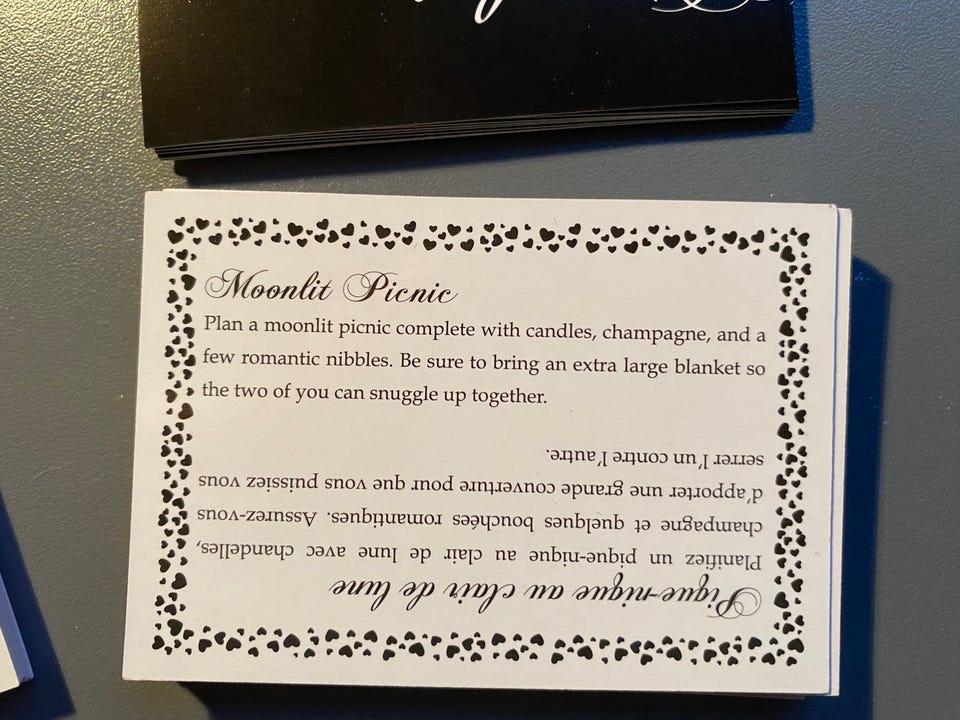 Moonlit Picnic
Plan a moonlit picnic complete with candles, champagne, and a
few romantic nibbles. Be sure to bring an extra large blanket so
the two of you can snuggle up together.
Pique-nique au clair de lune
Planifiez un pique-nique au clair de lune avec chandelles,
champagne et quelques bouchées romantiques. Assurez-vous
d'apporter une grande couverture pour que vous puissiez vous
serrer l'un contre l'autre.